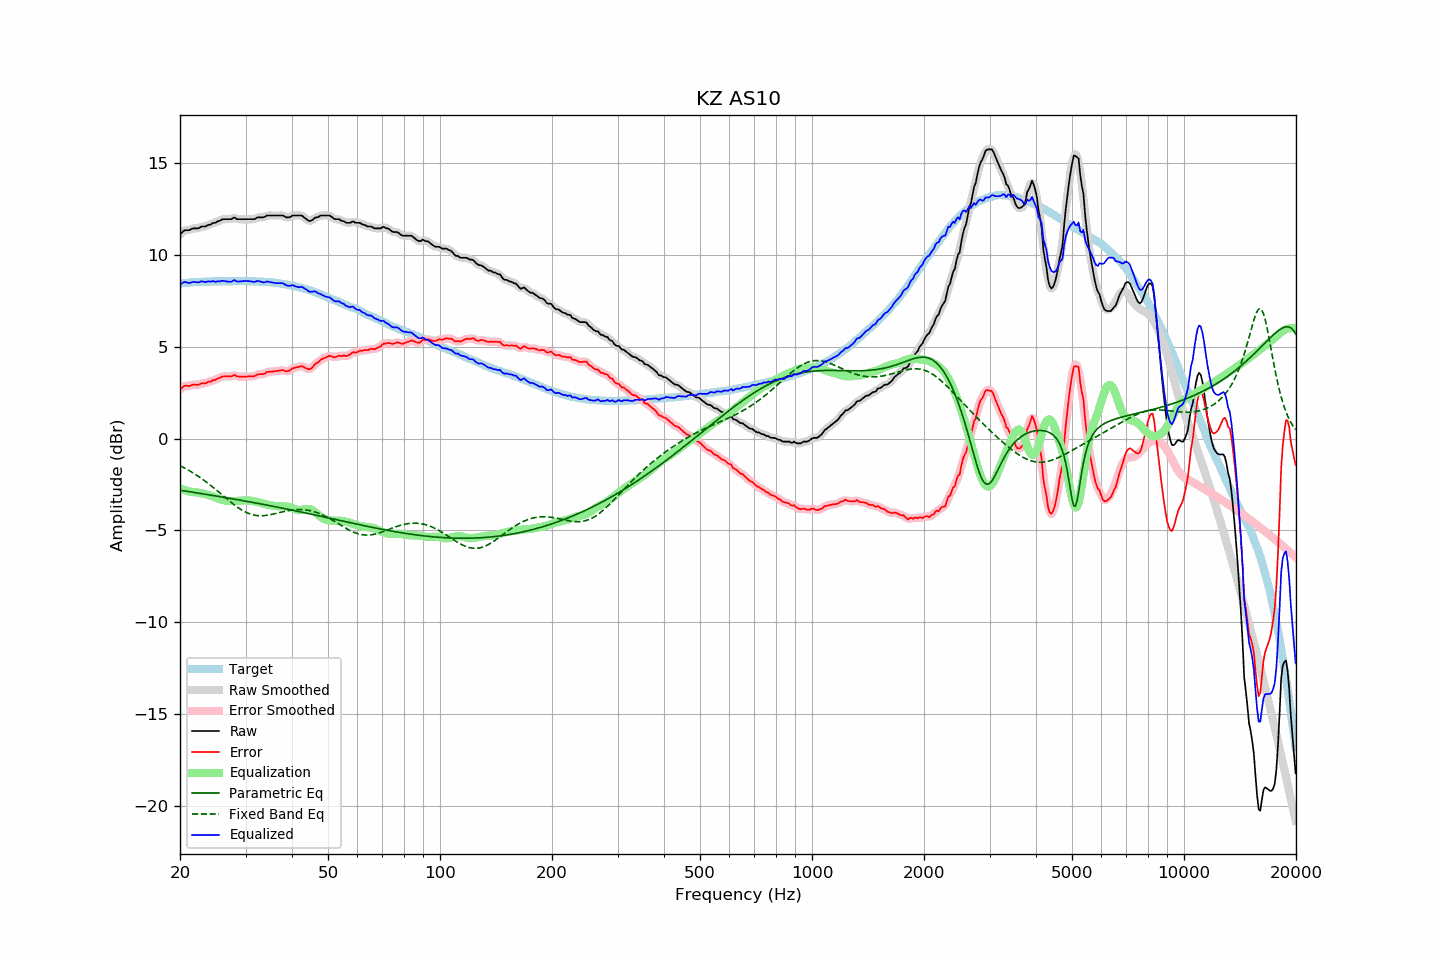 KZ AS10
Amplitude (dBr)
15
10
5
0
−5
−10
−15
−20
Target
Raw Smoothed
Error Smoothed
Raw
Error
Equalization
Parametric Eq
Fixed Band Eq
Equalized
20 50 100 200 500 1000 2000 5000 10000 20000
Frequency (Hz)